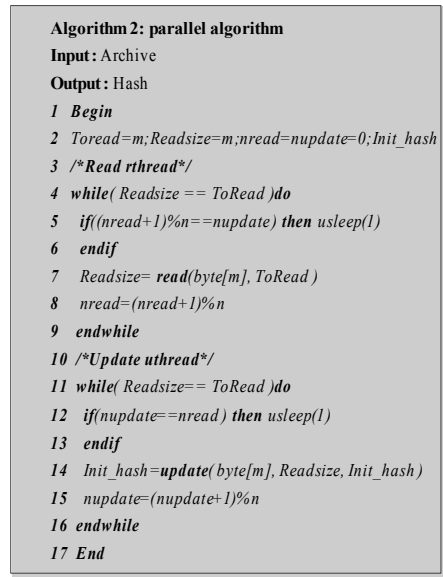 Algorithm 2: parallel algorithm
Input: Archive
Output: Hash
1 Begin
2 Toread=m;Readsize=m;nread=nupdate=0;Init_hash
3 /*Read rthread*/
4 while( Readsize == ToRead )do
5 if((nread+1)%n==nupdate) then usleep(1)
6 endif
7 Readsize= read(byte[m], ToRead )
8 nread=(nread+1)%n
9 endwhile
10 /*Update uthread*/
11 while( Readsize== ToRead )do
12 if(nupdate==nread ) then usleep(1)
13 endif
14 Init_hash=update( byte[m], Readsize, Init_hash )
15 nupdate=(nupdate+1)%n
16 endwhile
17 End